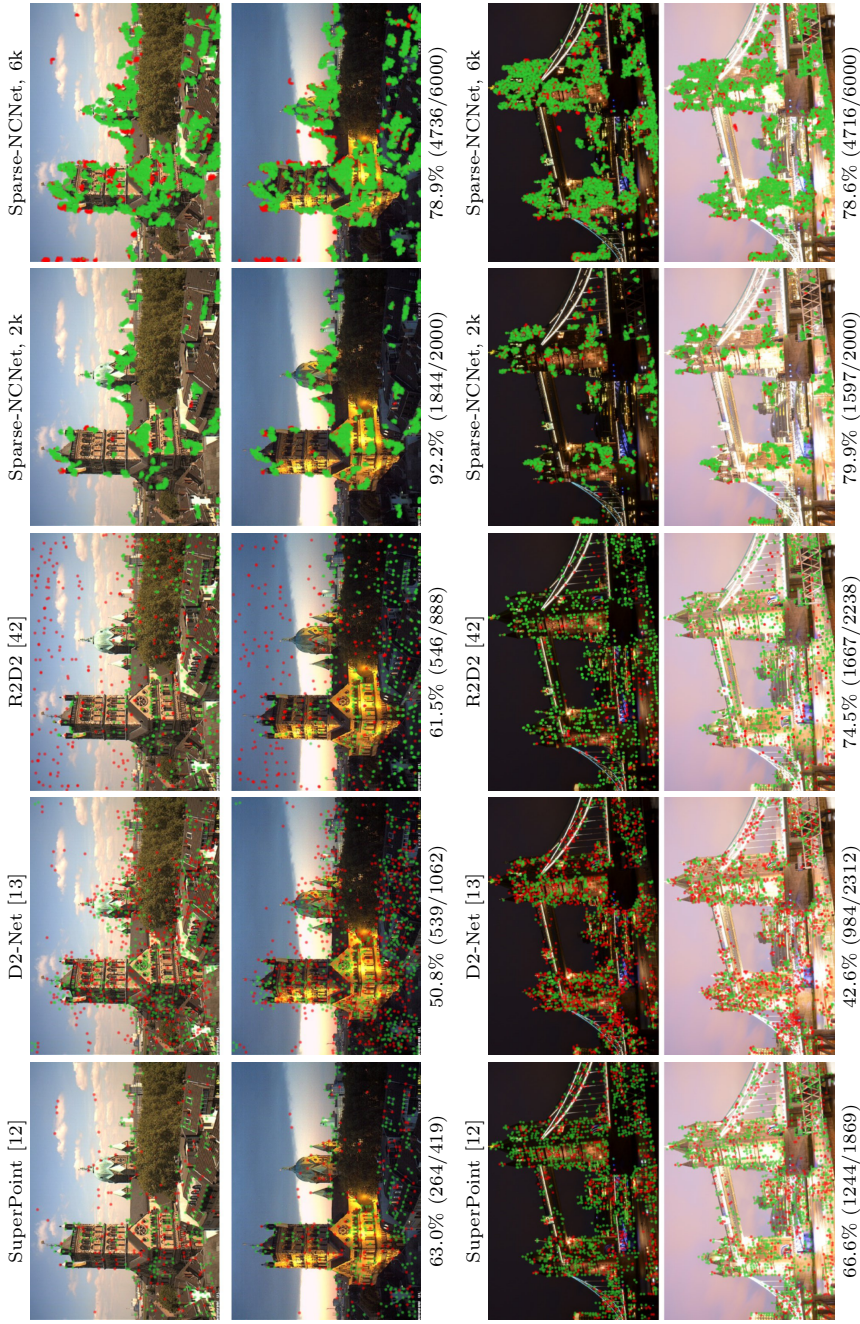 SuperPoint [12]
D2-Net [13]
R2D2 [42]
Sparse-NCNet, 2k
Sparse-NCNet, 6k
63.0% (264/419)
50.8% (539/1062)
61.5% (546/888)
92.2% (1844/2000)
78.9% (4736/6000)
SuperPoint [12]
D2-Net [13]
R2D2 [42]
Sparse-NCNet, 2k
Sparse-NCNet, 6k
66.6% (1244/1869)
42.6% (984/2312)
74.5% (1667/2238)
79.9% (1597/2000)
78.6% (4716/6000)